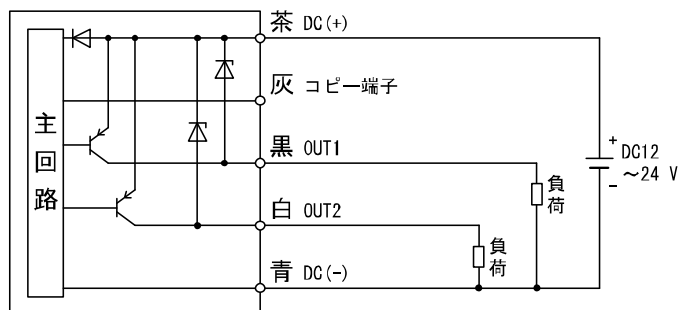 茶 DC(+)
灰 コピー端子
主回路
黒 OUT1
白 OUT2
青 DC(-)
負荷
負荷
+
DC12
～24 V
-